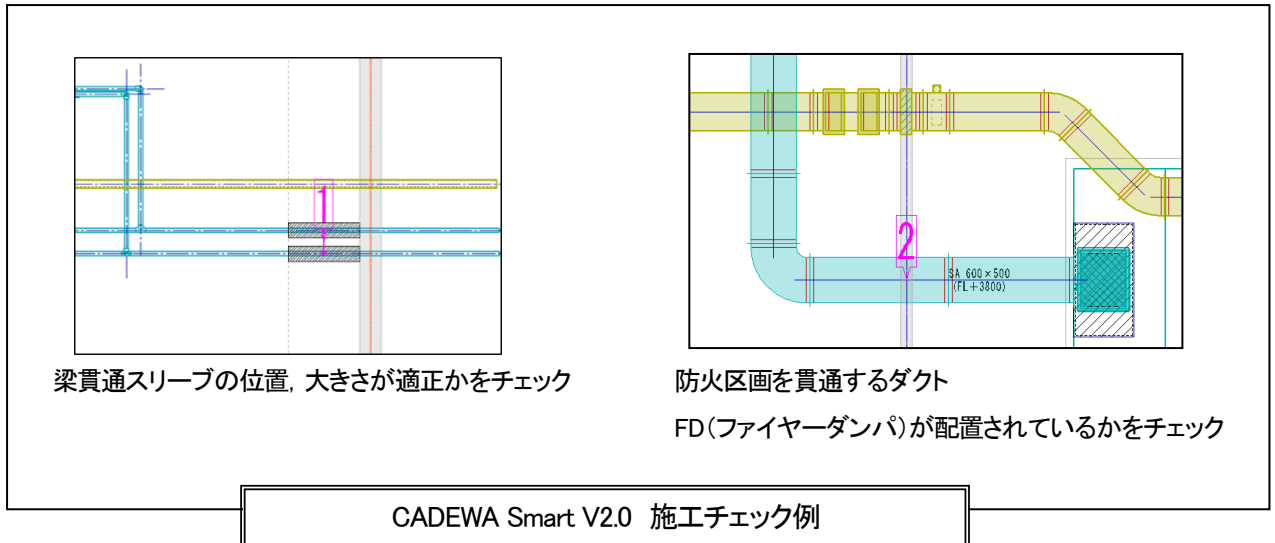 1
2
SA 600×500
(FL+3800)
梁貫通スリーブの位置, 大きさが適正かをチェック
防火区画を貫通するダクト
FD(ファイヤーダンパ)が配置されているかをチェック
CADEWA Smart V2.0 施工チェック例